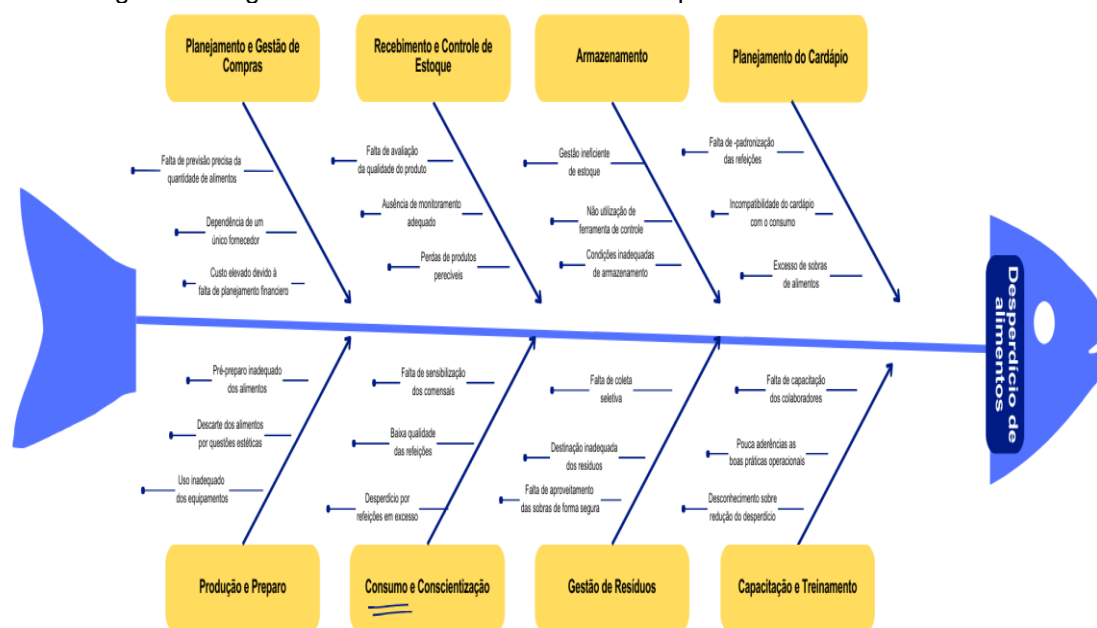 Planejamento e Gestão de
Compras
Recebimento e Controle de
Estoque
Armazenamento
Planejamento do Cardápio
Falta de previsão precisa da
quantidade de alimentos
Dependência de um
único fornecedor
Custo elevado devido à
falta de planejamento financeiro
Falta de avaliação
da qualidade do produto
Ausência de monitoramento
adequado
Perdas de produtos
perecíveis
Gestão ineficiente
de estoque
Não utilização de
ferramenta de controle
Condições inadequadas
de armazenamento
Falta de -padronização
das refeições
Incompatibilidade do cardápio
com o consumo
Excesso de sobras
de alimentos
Desperdício de
alimentos
Pré-preparo inadequado
dos alimentos
Descarte dos alimentos
por questões estéticas
Uso inadequado
dos equipamentos
Falta de sensibilização
dos comensais
Baixa qualidade
das refeições
Desperdício por
refeições em excesso
Falta de coleta
seletiva
Destinação inadequada
dos resíduos
Falta de aproveitamento
das sobras de forma segura
Falta de capacitação
dos colaboradores
Pouca aderências as
boas práticas operacionais
Desconhecimento sobre
redução do desperdício
Produção e Preparo
Consumo e Conscientização
Gestão de Resíduos
Capacitação e Treinamento